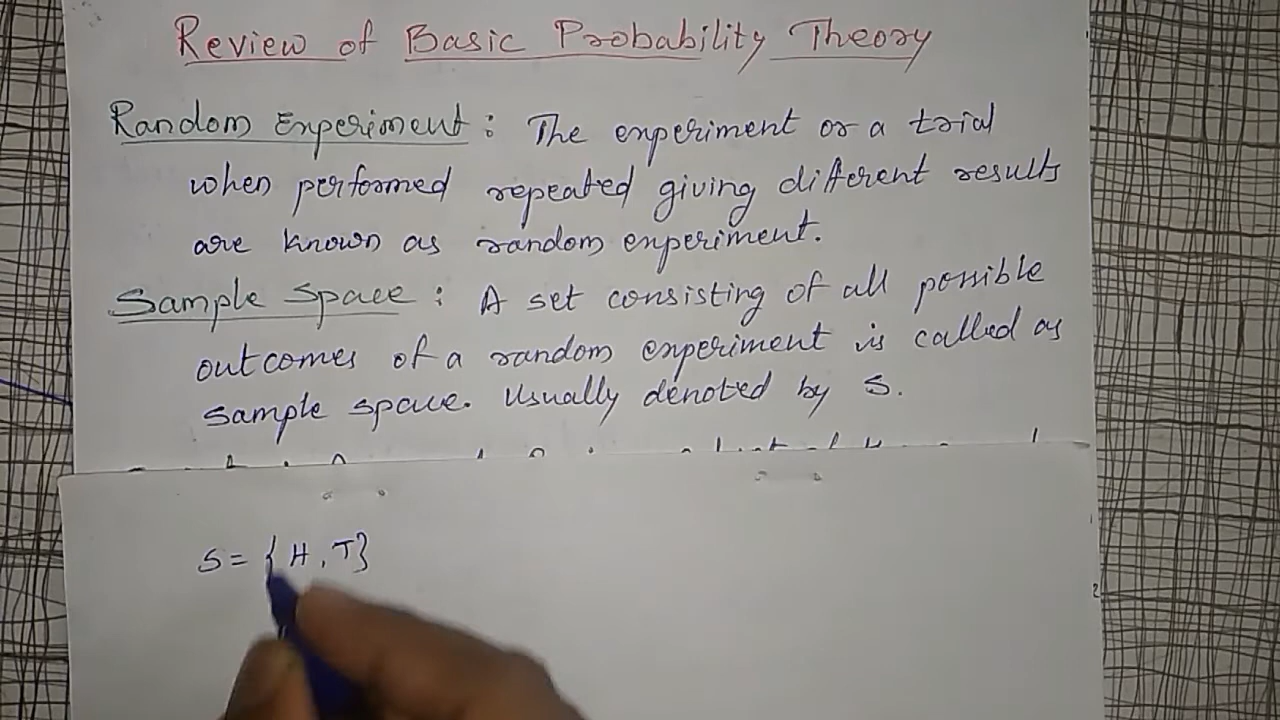 Review of Basic Probability Theory
Random Experiment: The experiment or a trial
when performed repeated giving different results
are known as random experiment.
Sample Space: A set consisting of all possible
outcomes of a random experiment is called as
sample space. Usually denoted by S.
S = { H, T}